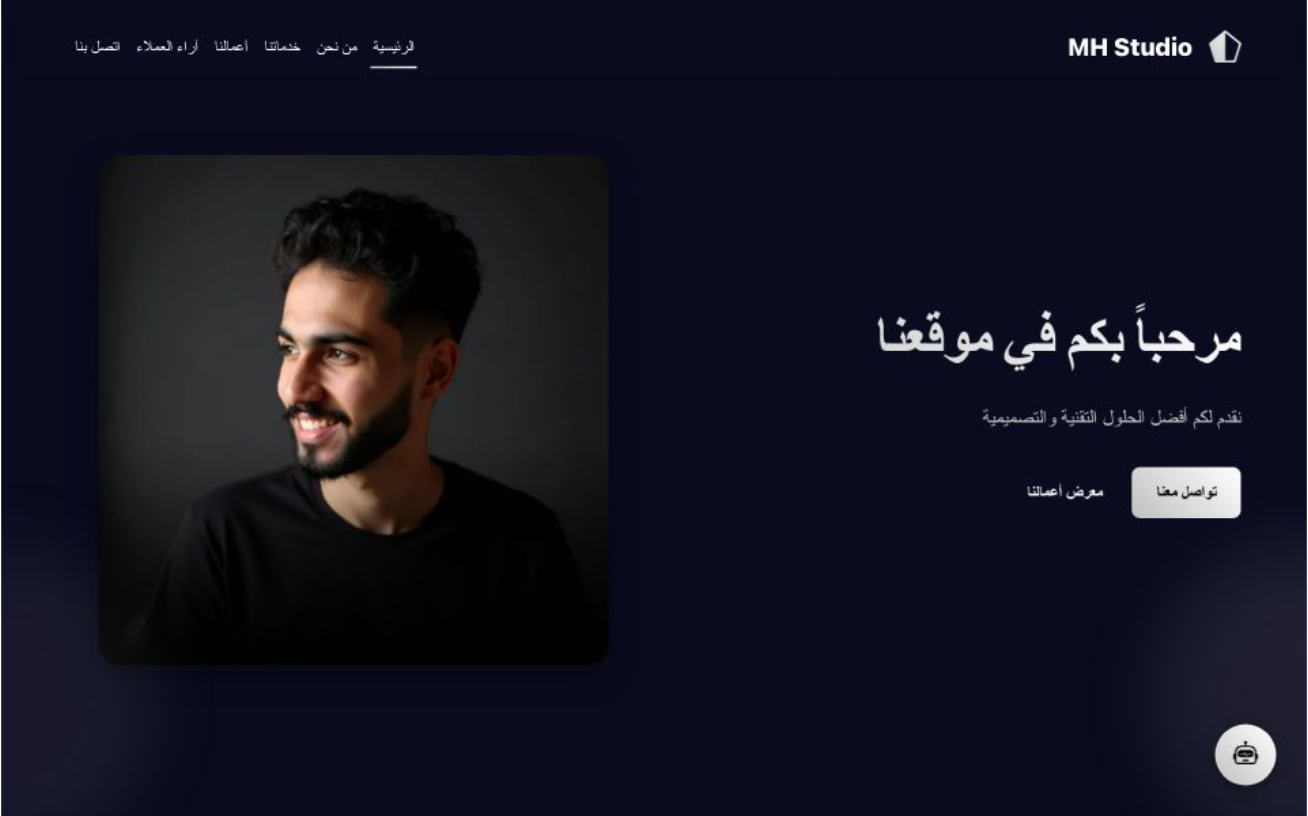 MH Studio
الرئيسية من نحن خدماتنا أعمالنا آراء العملاء اتصل بنا
مرحباً بكم في موقعنا
نقدم لكم أفضل الحلول التقنية والتصميمية
تواصل معنا معرض أعمالنا